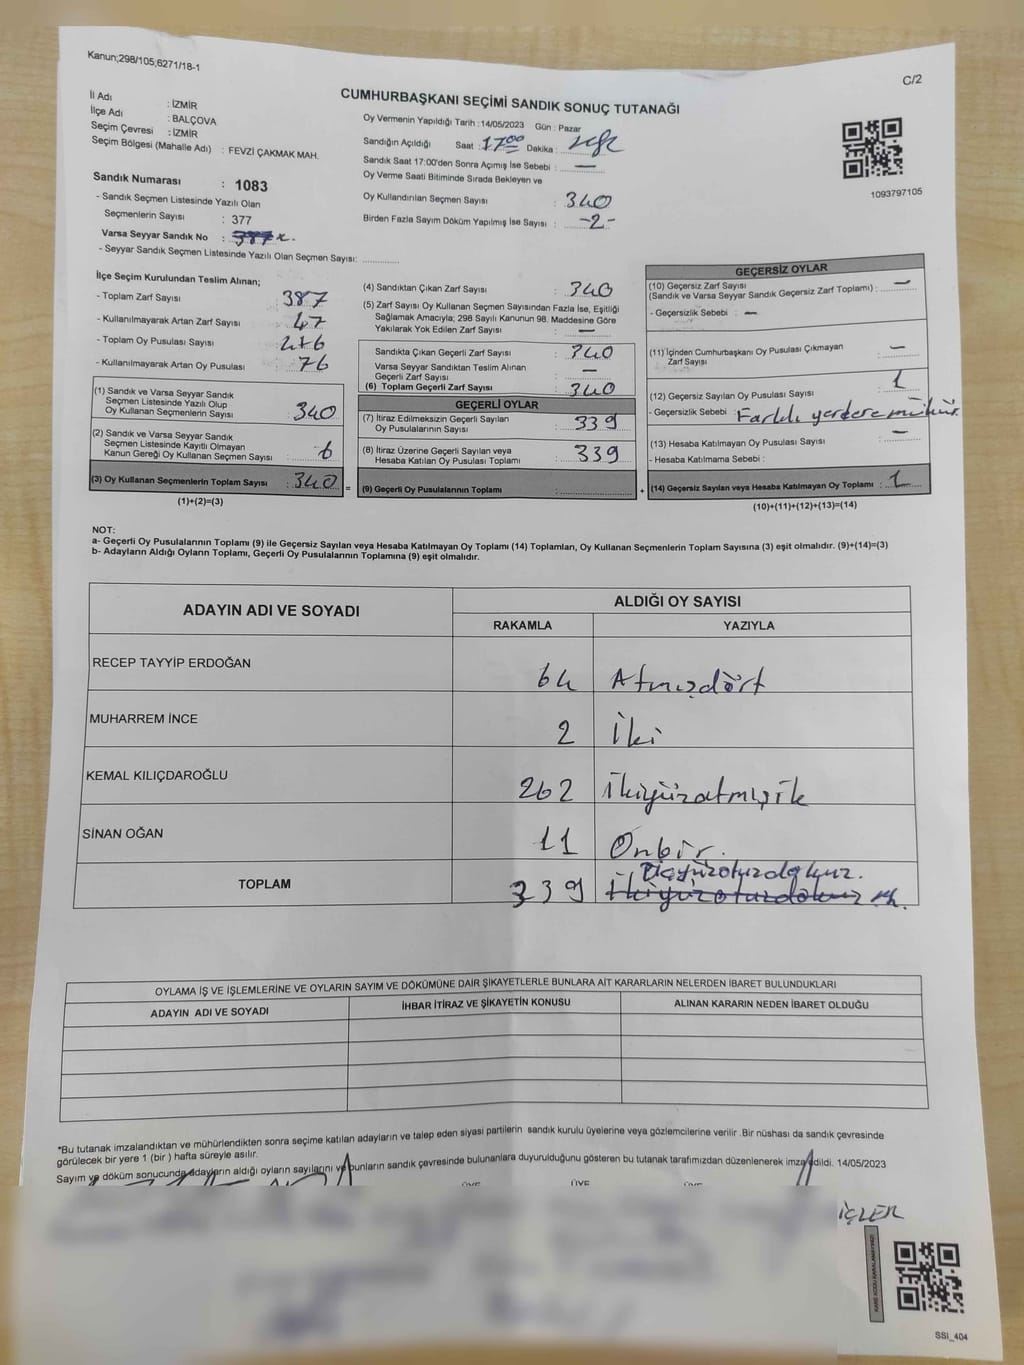 Kanun;298/105;6271/18-1
C/2
CUMHURBAŞKANI SEÇİMİ SANDIK SONUÇ TUTANAĞI
İl Adı : İZMİR
İlçe Adı : BALÇOVA
Seçim Çevresi : İZMİR
Seçim Bölgesi (Mahalle Adı) : FEVZİ ÇAKMAK MAH.
Sandık Numarası : 1083
- Sandık Seçmen Listesinde Yazılı Olan
Seçmenlerin Sayısı : 377
Varsa Seyyar Sandık No :
- Seyyar Sandık Seçmen Listesinde Yazılı Olan Seçmen Sayısı: ............
Oy Vermenin Yapıldığı Tarih :14/05/2023 Gün : Pazar
Sandığın Açıldığı Saat : 17:00 Dakika :
Sandık Saat 17:00'den Sonra Açımış İse Sebebi : —
Oy Verme Saati Bitiminde Sırada Bekleyen ve
Oy Kullandırılan Seçmen Sayısı : 340
Birden Fazla Sayım Döküm Yapılmış İse Sayısı : -2-
1093797105
İlçe Seçim Kurulundan Teslim Alınan;
- Toplam Zarf Sayısı : 387
- Kullanılmayarak Artan Zarf Sayısı : 47
- Toplam Oy Pusulası Sayısı :
- Kullanılmayarak Artan Oy Pusulası : 76
(1) Sandık ve Varsa Seyyar Sandık
Seçmen Listesinde Yazılı Olup
Oy Kullanan Seçmenlerin Sayısı : 340
(2) Sandık ve Varsa Seyyar Sandık
Seçmen Listesinde Kayıtlı Olmayan
Kanun Gereği Oy Kullanan Seçmen Sayısı :
(3) Oy Kullanan Seçmenlerin Toplam Sayısı : 340 =
(1)+(2)=(3)
(4) Sandıktan Çıkan Zarf Sayısı : 340
(5) Zarf Sayısı Oy Kullanan Seçmen Sayısından Fazla İse, Eşitliği
Sağlamak Amacıyla; 298 Sayılı Kanunun 98. Maddesine Göre
Yakılarak Yok Edilen Zarf Sayısı : —
Sandıkta Çıkan Geçerli Zarf Sayısı : 340
Varsa Seyyar Sandıktan Teslim Alınan
Geçerli Zarf Sayısı : —
(6) Toplam Geçerli Zarf Sayısı : 340
GEÇERLİ OYLAR
(7) İtiraz Edilmeksizin Geçerli Sayılan
Oy Pusulalarının Sayısı : 339
(8) İtiraz Üzerine Geçerli Sayılan veya
Hesaba Katılan Oy Pusulası Toplamı : 339
(9) Geçerli Oy Pusulalarının Toplamı : ............ +
GEÇERSİZ OYLAR
(10) Geçersiz Zarf Sayısı
(Sandık ve Varsa Seyyar Sandık Geçersiz Zarf Toplamı) : —
- Geçersizlik Sebebi : —
(11) İçinden Cumhurbaşkanı Oy Pusulası Çıkmayan
Zarf Sayısı : —
(12) Geçersiz Sayılan Oy Pusulası Sayısı : 1
- Geçersizlik Sebebi : Farklı yerlere mühür.
(13) Hesaba Katılmayan Oy Pusulası Sayısı : —
- Hesaba Katılmama Sebebi :
(14) Geçersiz Sayılan veya Hesaba Katılmayan Oy Toplamı : 1
(10)+(11)+(12)+(13)=(14)
NOT:
a- Geçerli Oy Pusulalarının Toplamı (9) ile Geçersiz Sayılan veya Hesaba Katılmayan Oy Toplamı (14) Toplamları, Oy Kullanan Seçmenlerin Toplam Sayısına (3) eşit olmalıdır. (9)+(14)=(3)
b- Adayların Aldığı Oyların Toplamı, Geçerli Oy Pusulalarının Toplamına (9) eşit olmalıdır.
ADAYIN ADI VE SOYADI ALDIĞI OY SAYISI
RAKAMLA YAZIYLA
RECEP TAYYİP ERDOĞAN 64 Atmışdört
MUHARREM İNCE 2 İki
KEMAL KILIÇDAROĞLU 262 İkiyüzatmışik
SİNAN OĞAN 11 Onbir.
Üçyüzotuzdokuz.
TOPLAM 339 İkiyüzotuzdokuz
OYLAMA İŞ VE İŞLEMLERİNE VE OYLARIN SAYIM VE DÖKÜMÜNE DAİR ŞİKAYETLERLE BUNLARA AİT KARARLARIN NELERDEN İBARET BULUNDUKLARI
ADAYIN ADI VE SOYADI İHBAR İTİRAZ VE ŞİKAYETİN KONUSU ALINAN KARARIN NEDEN İBARET OLDUĞU
*Bu tutanak imzalandıktan ve mühürlendikten sonra seçime katılan adayların ve talep eden siyasi partilerin sandık kurulu üyelerine veya gözlemcilerine verilir .Bir nüshası da sandık çevresinde
görülecek bir yere 1 (bir ) hafta süreyle asılır.
Sayım ve döküm sonucunda adayların aldığı oyların sayılarını ve bunların sandık çevresinde bulunanlara duyurulduğunu gösteren bu tutanak tarafımızdan düzenlenerek imza edildi. 14/05/2023
ÜYE ÜYE ÜYE
İÇLER
SSI_404